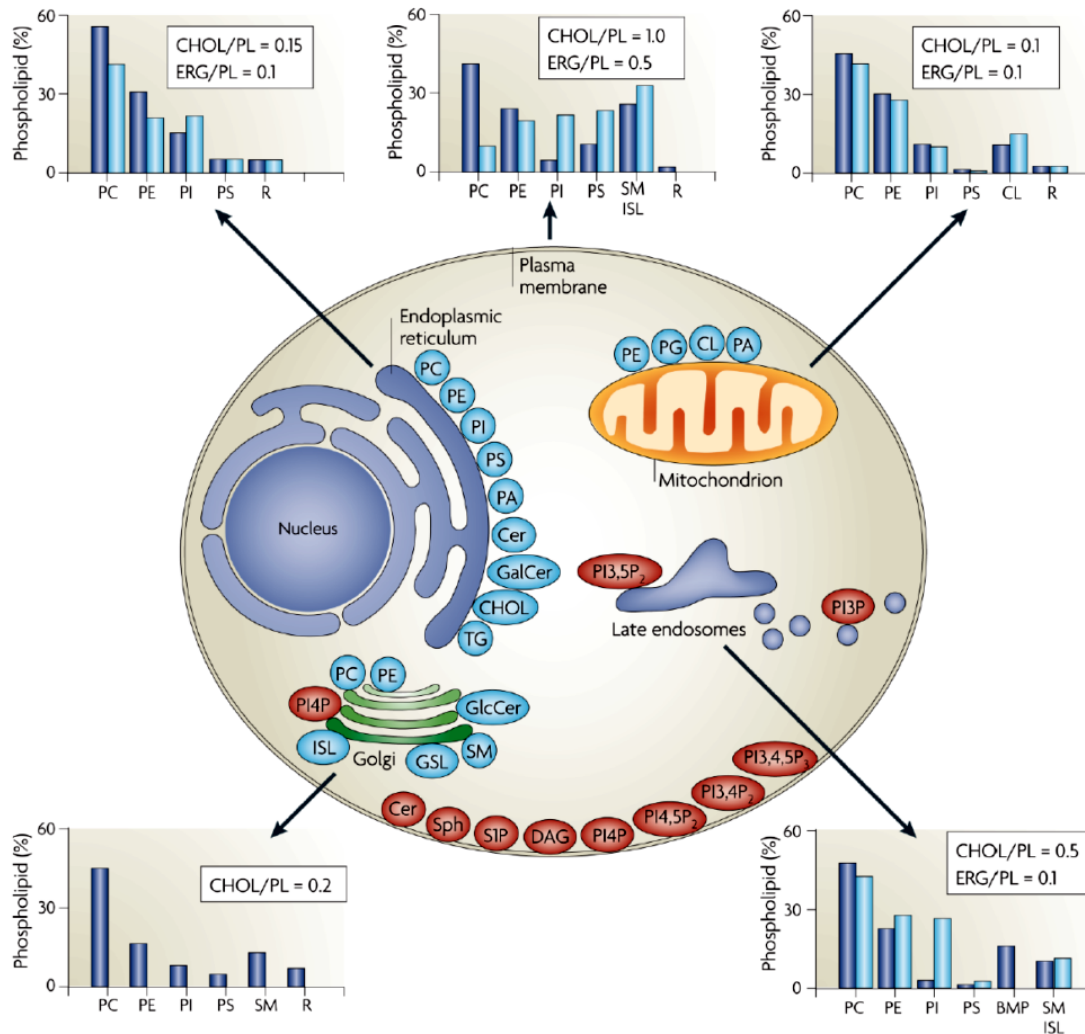 Phospholipid (%)
60
30
0
CHOL/PL = 0.15
ERG/PL = 0.1
PC PE PI PS R
Phospholipid (%)
60
30
0
CHOL/PL = 1.0
ERG/PL = 0.5
PC PE PI PS SM R
ISL
Phospholipid (%)
60
30
0
CHOL/PL = 0.1
ERG/PL = 0.1
PC PE PI PS CL R
Plasma
membrane
Endoplasmic
reticulum
PC
PE
PI
PS
PA
Cer
GalCer
CHOL
TG
Nucleus
PE PG CL PA
Mitochondrion
PI3,5P₂
Late endosomes
PI3P
PC PE
PI4P
GlcCer
ISL
Golgi
GSL
SM
Cer
Sph
S1P
DAG
PI4P
PI4,5P₂
PI3,4P₂
PI3,4,5P₃
Phospholipid (%)
60
30
0
CHOL/PL = 0.2
PC PE PI PS SM R
Phospholipid (%)
60
30
0
CHOL/PL = 0.5
ERG/PL = 0.1
PC PE PI PS BMP SM
ISL